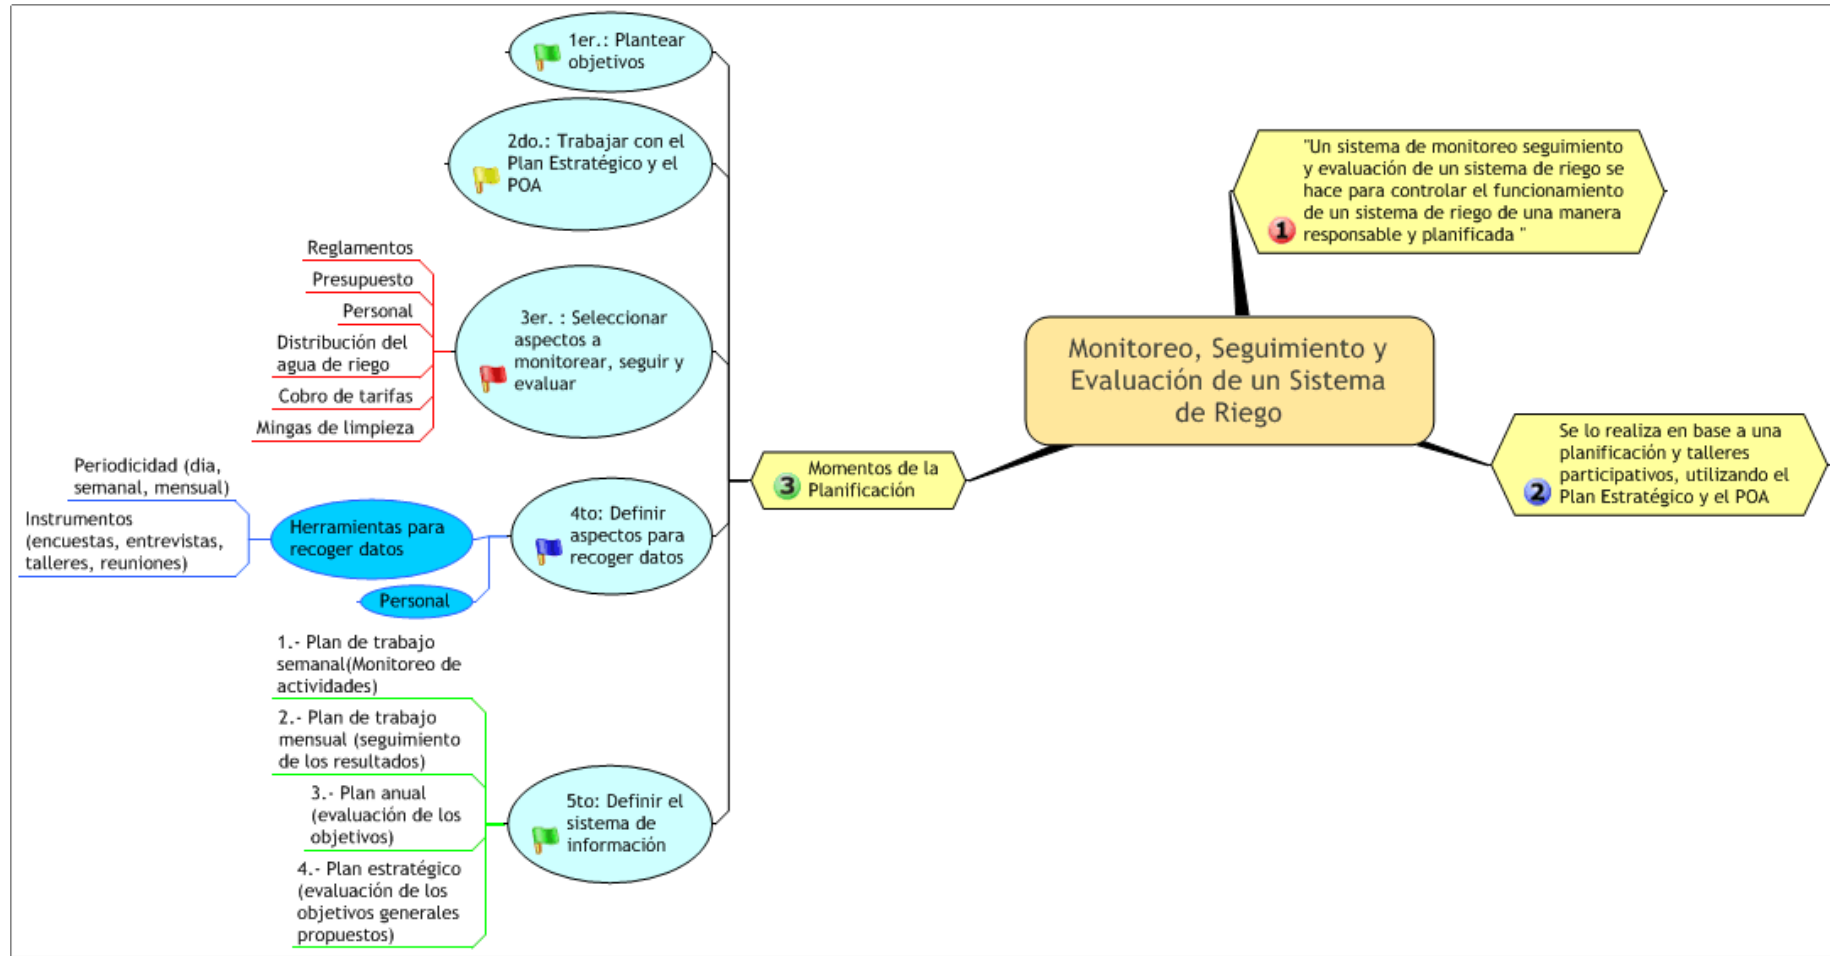 Monitoreo, Seguimiento y
Evaluación de un Sistema
de Riego
"Un sistema de monitoreo seguimiento
y evaluación de un sistema de riego se
hace para controlar el funcionamiento
de un sistema de riego de una manera
responsable y planificada "
1
Se lo realiza en base a una
planificación y talleres
participativos, utilizando el
Plan Estratégico y el POA
2
Momentos de la
Planificación
3
1er.: Plantear
objetivos
2do.: Trabajar con el
Plan Estratégico y el
POA
3er. : Seleccionar
aspectos a
monitorear, seguir y
evaluar
Reglamentos
Presupuesto
Personal
Distribución del
agua de riego
Cobro de tarifas
Mingas de limpieza
4to: Definir
aspectos para
recoger datos
Herramientas para
recoger datos
Periodicidad (dia,
semanal, mensual)
Instrumentos
(encuestas, entrevistas,
talleres, reuniones)
Personal
5to: Definir el
sistema de
información
1.- Plan de trabajo
semanal(Monitoreo de
actividades)
2.- Plan de trabajo
mensual (seguimiento
de los resultados)
3.- Plan anual
(evaluación de los
objetivos)
4.- Plan estratégico
(evaluación de los
objetivos generales
propuestos)